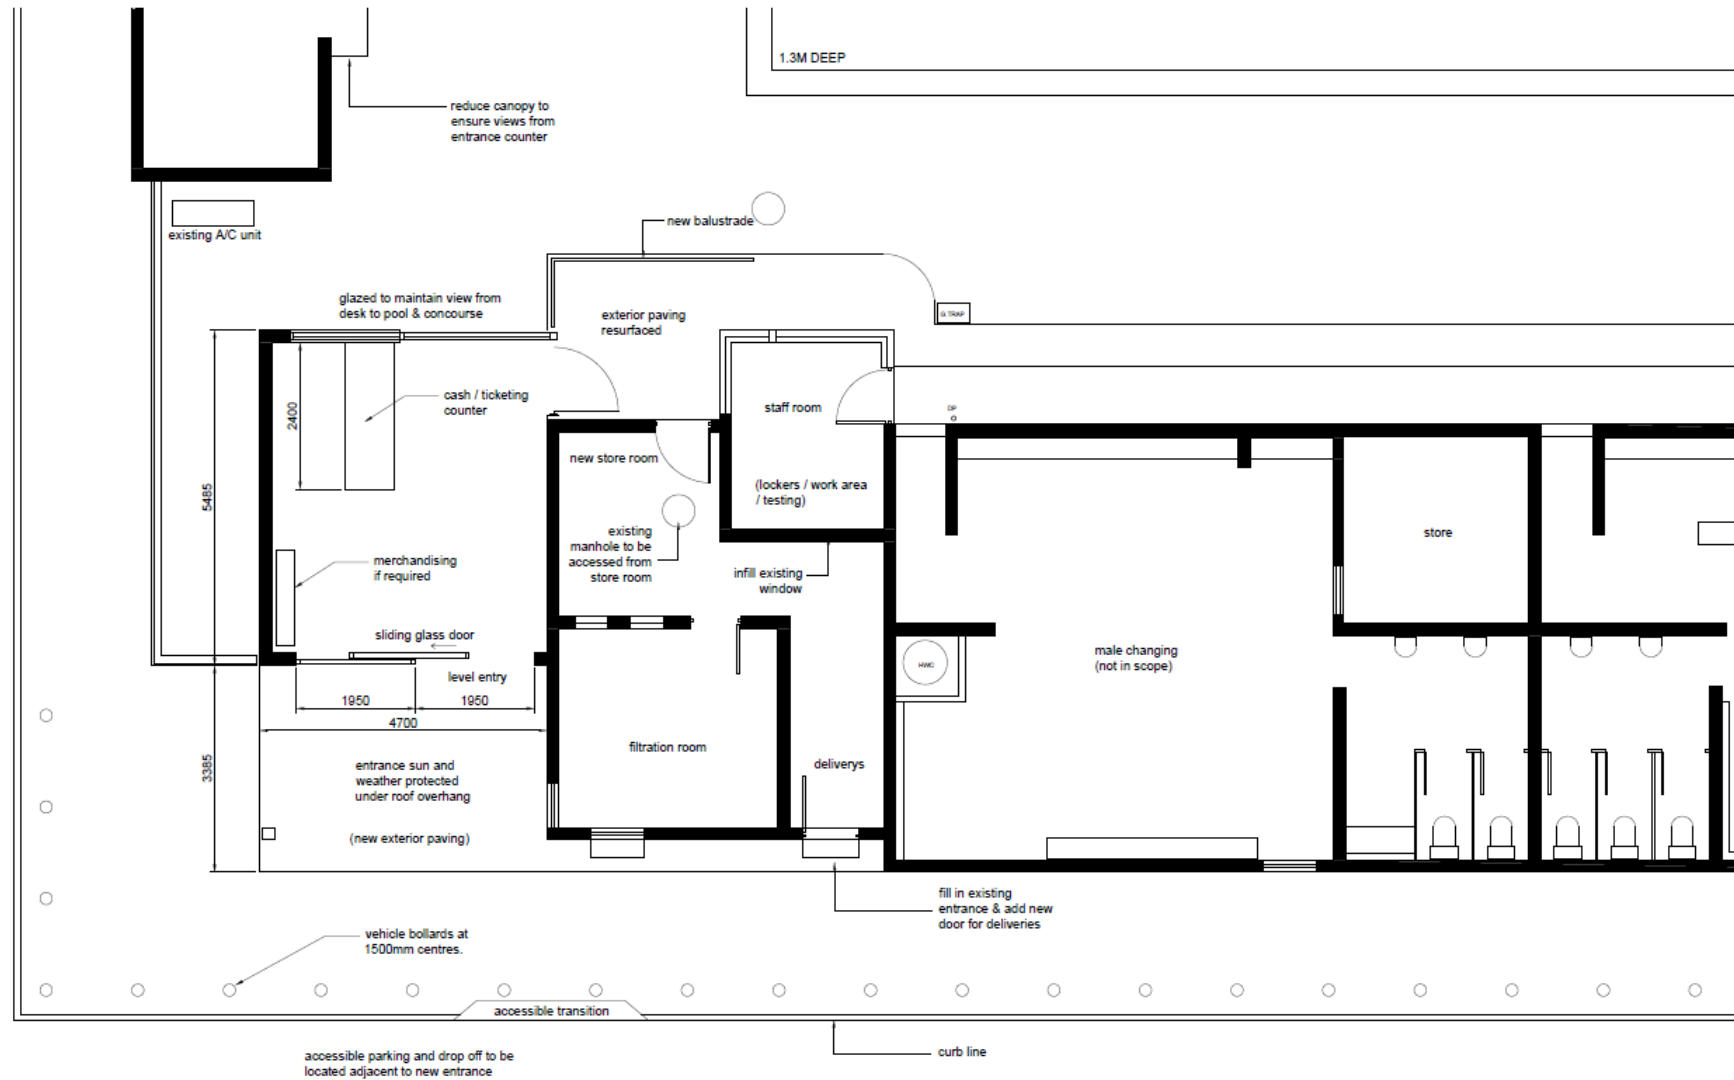 1.3M DEEP
reduce canopy to
ensure views from
entrance counter
existing A/C unit
new balustrade
glazed to maintain view from
desk to pool & concourse
exterior paving
resurfaced
G.TRAP
cash / ticketing
counter
2400
staff room
DP
new store room
(lockers / work area
/ testing)
5485
existing
manhole to be
accessed from
store room
store
merchandising
if required
infill existing
window
sliding glass door
male changing
(not in scope)
HWC
level entry
1950
1950
4700
filtration room
deliverys
3385
entrance sun and
weather protected
under roof overhang
(new exterior paving)
fill in existing
entrance & add new
door for deliveries
vehicle bollards at
1500mm centres.
accessible transition
curb line
accessible parking and drop off to be
located adjacent to new entrance